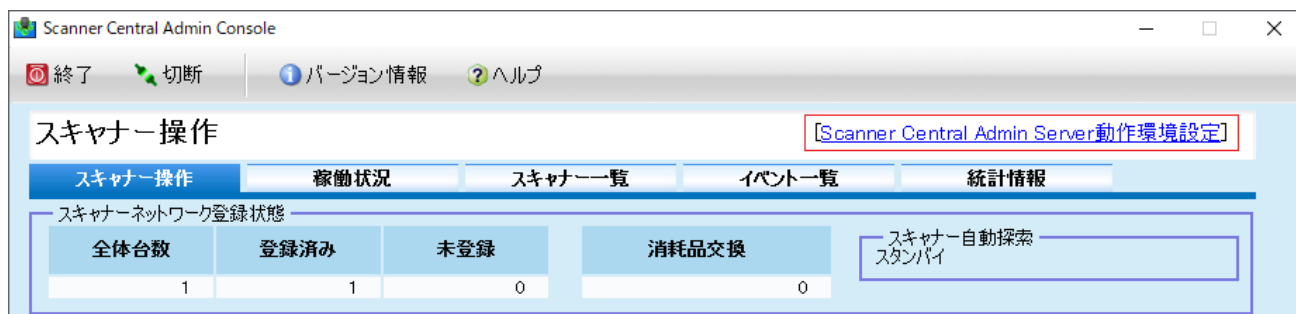 Scanner Central Admin Console
終了 切断 バージョン情報 ヘルプ
スキャナー操作 [Scanner Central Admin Server動作環境設定]
スキャナー操作 稼働状況 スキャナー一覧 イベント一覧 統計情報
スキャナーネットワーク登録状態
全体台数 登録済み 未登録 消耗品交換
1 1 0 0
スキャナー自動探索
スタンバイ